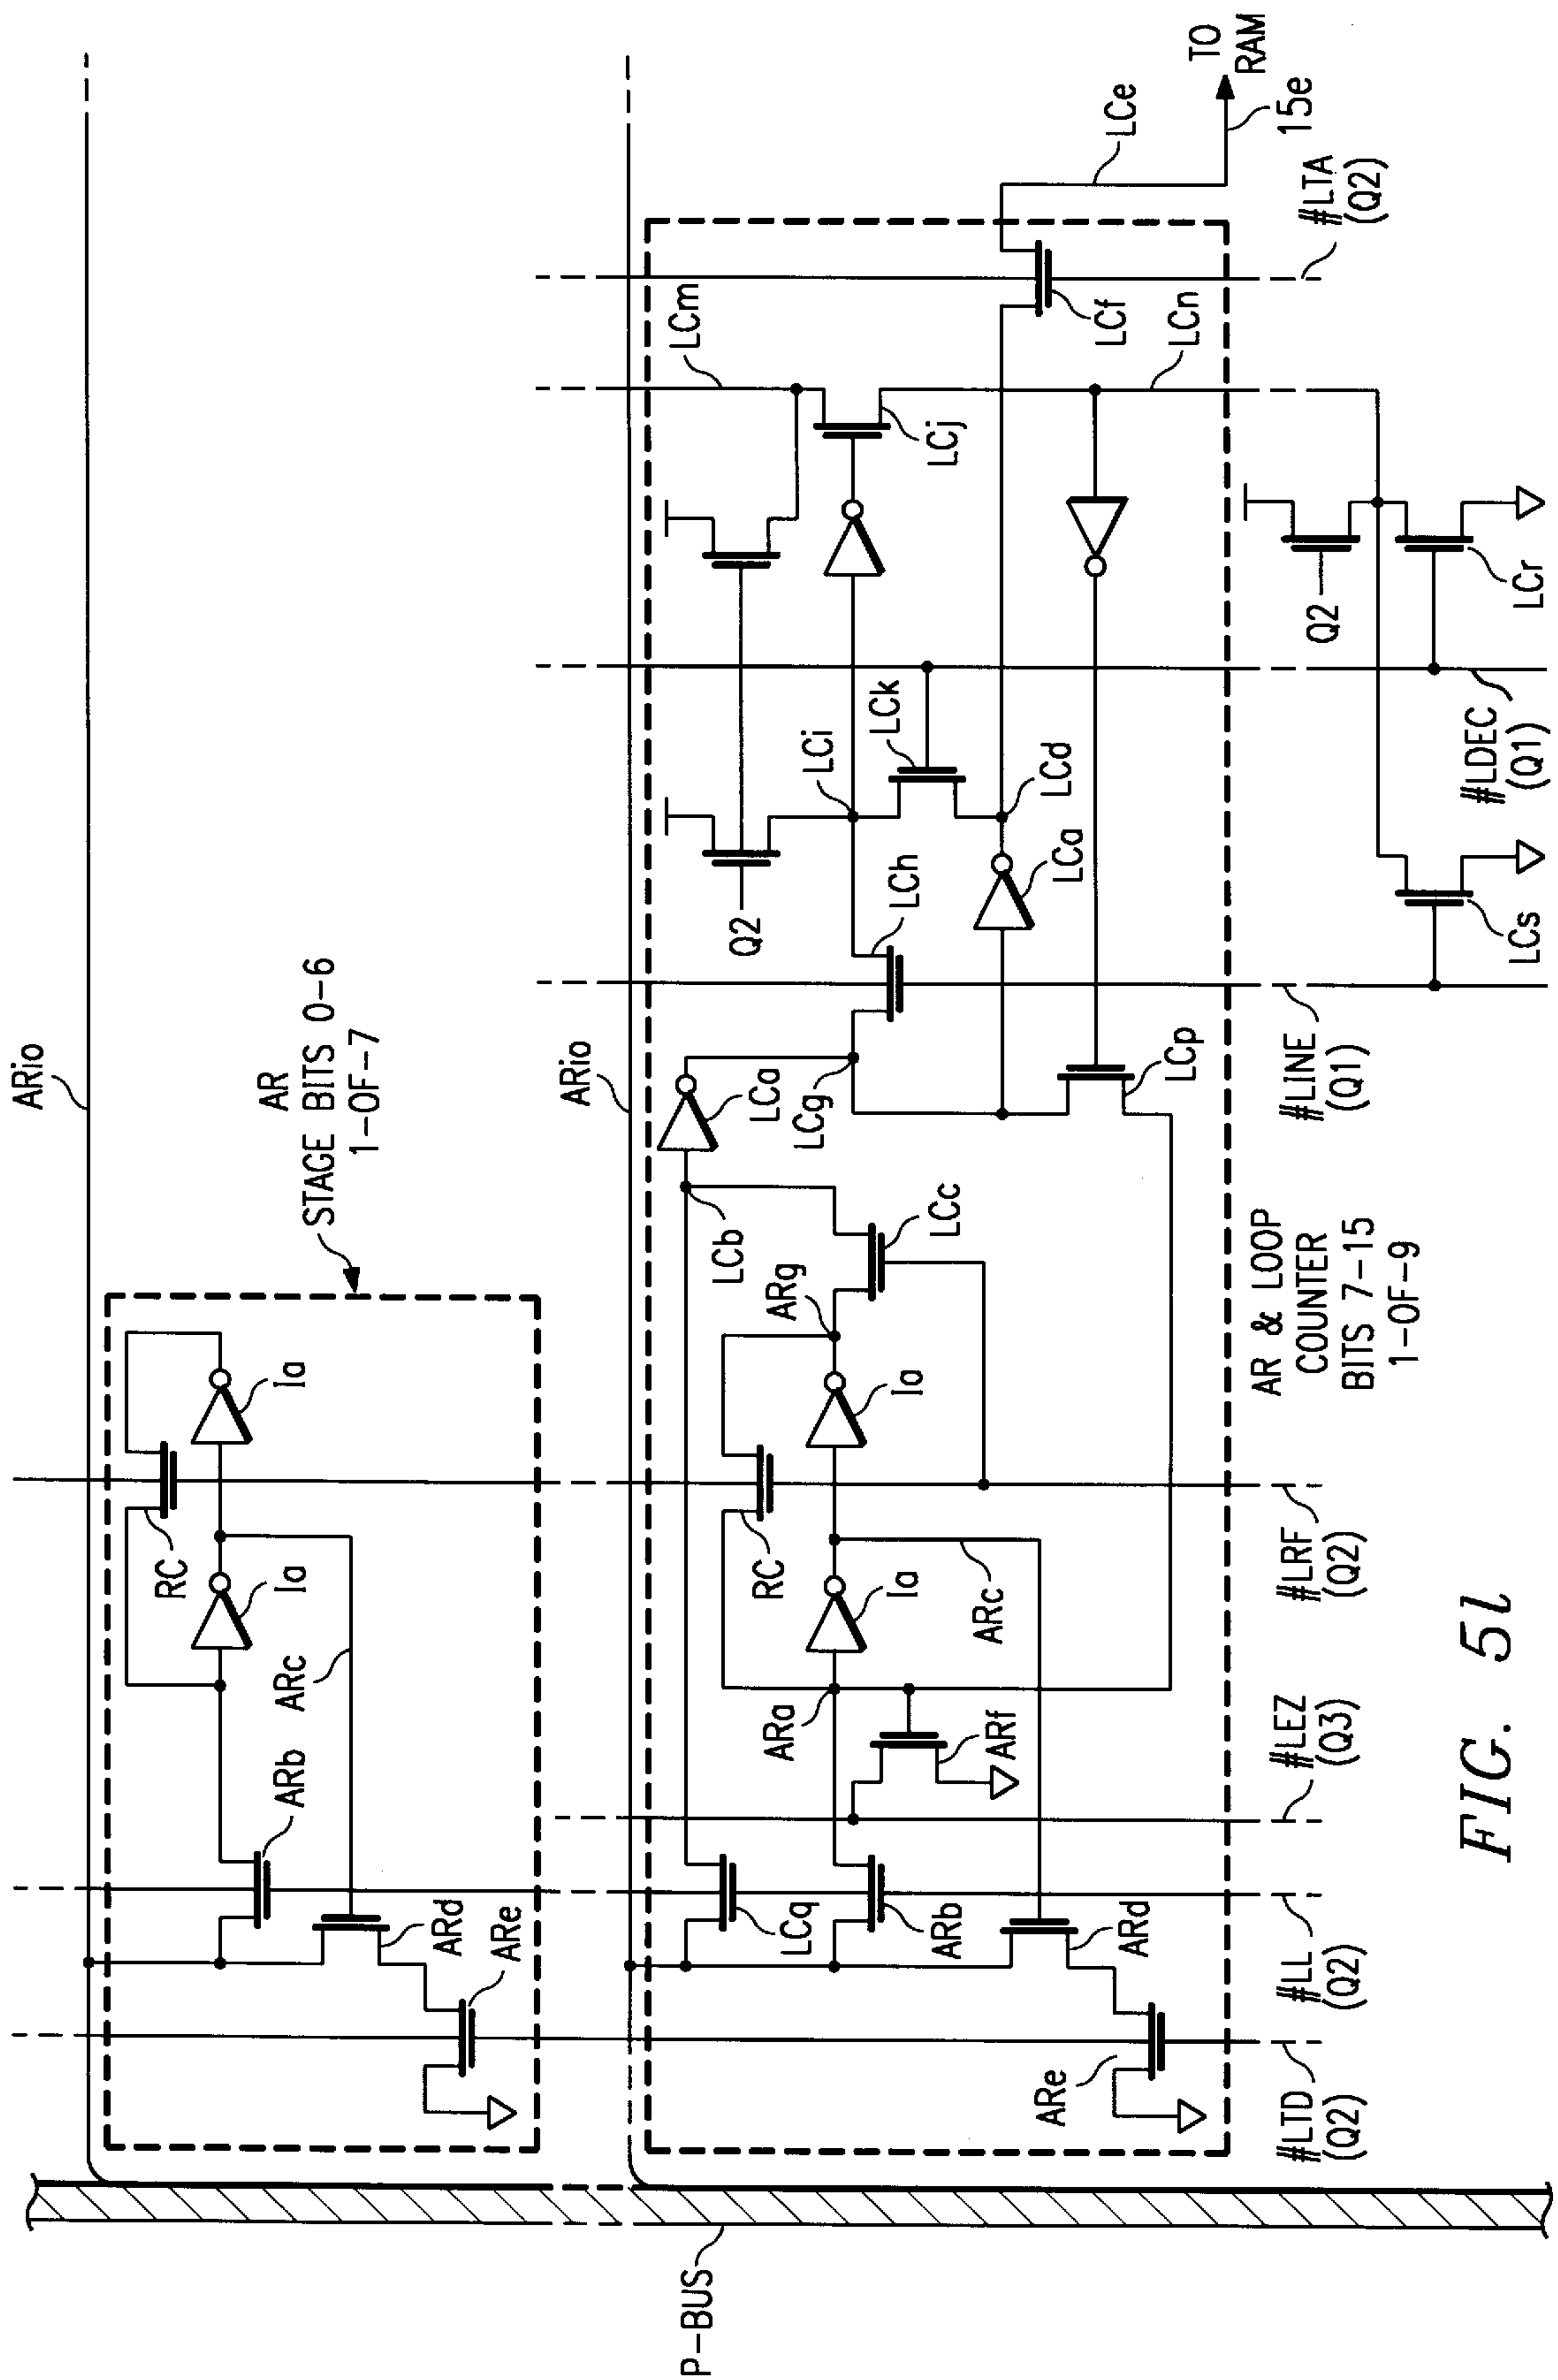 P-BUS
ARio
AR
STAGE BITS 0-6
1-OF-7
RC
Ia
Ia
ARb
ARc
ARd
ARe
ARio
LCa
LCb
LCg
LCq
ARb
ARd
ARe
ARa
ARf
ARc
RC
Ia
Ia
ARg
LCc
LCh
LCi
LCk
LCd
LCa
LCp
Q2
LCm
LCj
LCf
LCn
LCe
15e
TO
RAM
#LTD
(Q2)
#LL
(Q2)
#LEZ
(Q3)
#LRF
(Q2)
AR & LOOP
COUNTER
BITS 7-15
1-OF-9
#LINE
(Q1)
LCs
#LDEC
(Q1)
Q2
LCr
#LTA
(Q2)
FIG. 5l